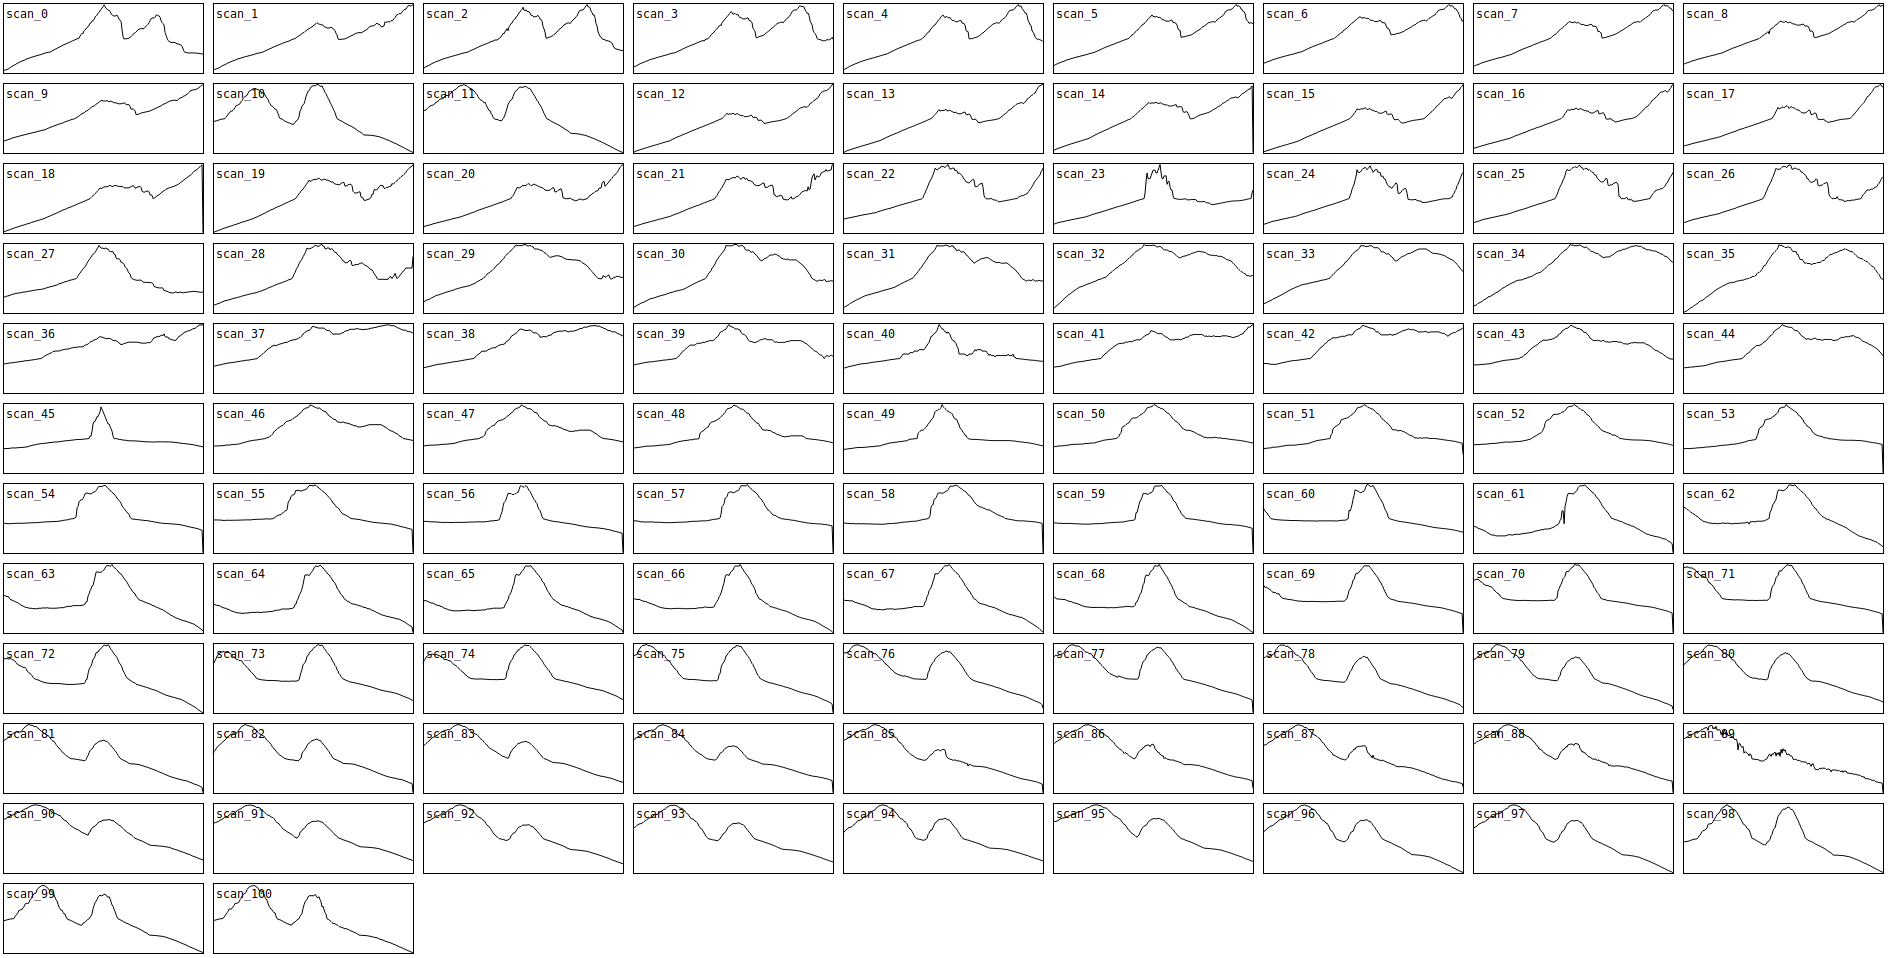 scan_0 scan_1 scan_2 scan_3 scan_4 scan_5 scan_6 scan_7 scan_8
scan_9 scan_10 scan_11 scan_12 scan_13 scan_14 scan_15 scan_16 scan_17
scan_18 scan_19 scan_20 scan_21 scan_22 scan_23 scan_24 scan_25 scan_26
scan_27 scan_28 scan_29 scan_30 scan_31 scan_32 scan_33 scan_34 scan_35
scan_36 scan_37 scan_38 scan_39 scan_40 scan_41 scan_42 scan_43 scan_44
scan_45 scan_46 scan_47 scan_48 scan_49 scan_50 scan_51 scan_52 scan_53
scan_54 scan_55 scan_56 scan_57 scan_58 scan_59 scan_60 scan_61 scan_62
scan_63 scan_64 scan_65 scan_66 scan_67 scan_68 scan_69 scan_70 scan_71
scan_72 scan_73 scan_74 scan_75 scan_76 scan_77 scan_78 scan_79 scan_80
scan_81 scan_82 scan_83 scan_84 scan_85 scan_86 scan_87 scan_88 scan_89
scan_90 scan_91 scan_92 scan_93 scan_94 scan_95 scan_96 scan_97 scan_98
scan_99 scan_100